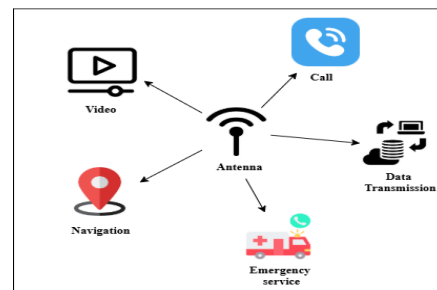 Call
Video
Antenna
Data
Transmission
Navigation
Emergency
service